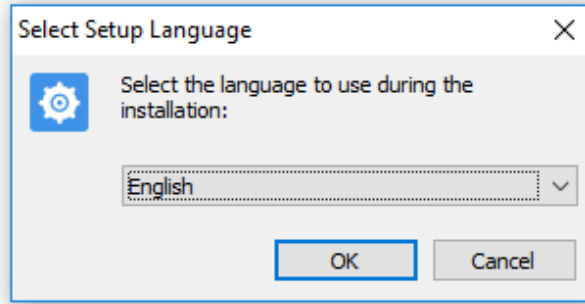 Select Setup Language
Select the language to use during the
installation:
English
OK
Cancel